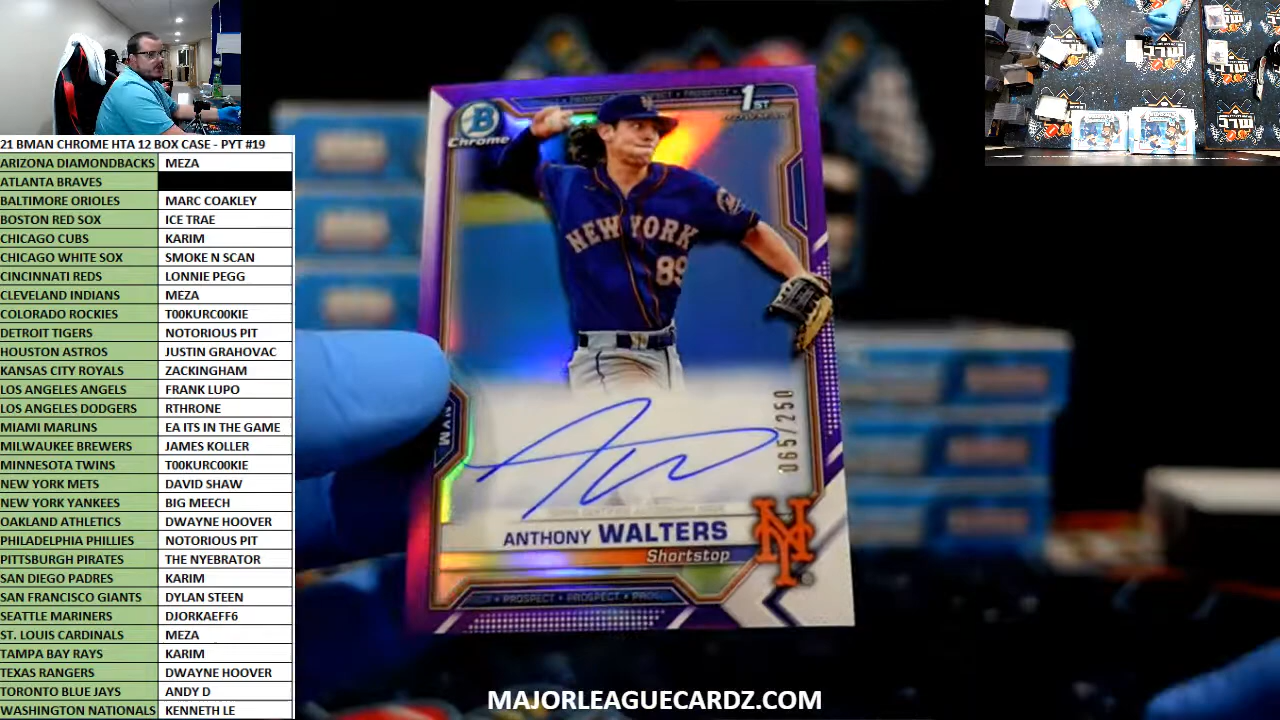 21 BMAN CHROME HTA 12 BOX CASE - PYT #19
ARIZONA DIAMONDBACKS MEZA
ATLANTA BRAVES
BALTIMORE ORIOLES MARC COAKLEY
BOSTON RED SOX ICE TRAE
CHICAGO CUBS KARIM
CHICAGO WHITE SOX SMOKE N SCAN
CINCINNATI REDS LONNIE PEGG
CLEVELAND INDIANS MEZA
COLORADO ROCKIES T00KURC00KIE
DETROIT TIGERS NOTORIOUS PIT
HOUSTON ASTROS JUSTIN GRAHOVAC
KANSAS CITY ROYALS ZACKINGHAM
LOS ANGELES ANGELS FRANK LUPO
LOS ANGELES DODGERS RTHRONE
MIAMI MARLINS EA ITS IN THE GAME
MILWAUKEE BREWERS JAMES KOLLER
MINNESOTA TWINS T00KURC00KIE
NEW YORK METS DAVID SHAW
NEW YORK YANKEES BIG MEECH
OAKLAND ATHLETICS DWAYNE HOOVER
PHILADELPHIA PHILLIES NOTORIOUS PIT
PITTSBURGH PIRATES THE NYEBRATOR
SAN DIEGO PADRES KARIM
SAN FRANCISCO GIANTS DYLAN STEEN
SEATTLE MARINERS DJORKAEFF6
ST. LOUIS CARDINALS MEZA
TAMPA BAY RAYS KARIM
TEXAS RANGERS DWAYNE HOOVER
TORONTO BLUE JAYS ANDY D
WASHINGTON NATIONALS KENNETH LE
B
Chrome
PROSPECT
1ST
NEW YORK
89
065/250
ANTHONY WALTERS
Shortstop
NY
PROSPECT • PROSPECT •
MAJORLEAGUECARDZ.COM